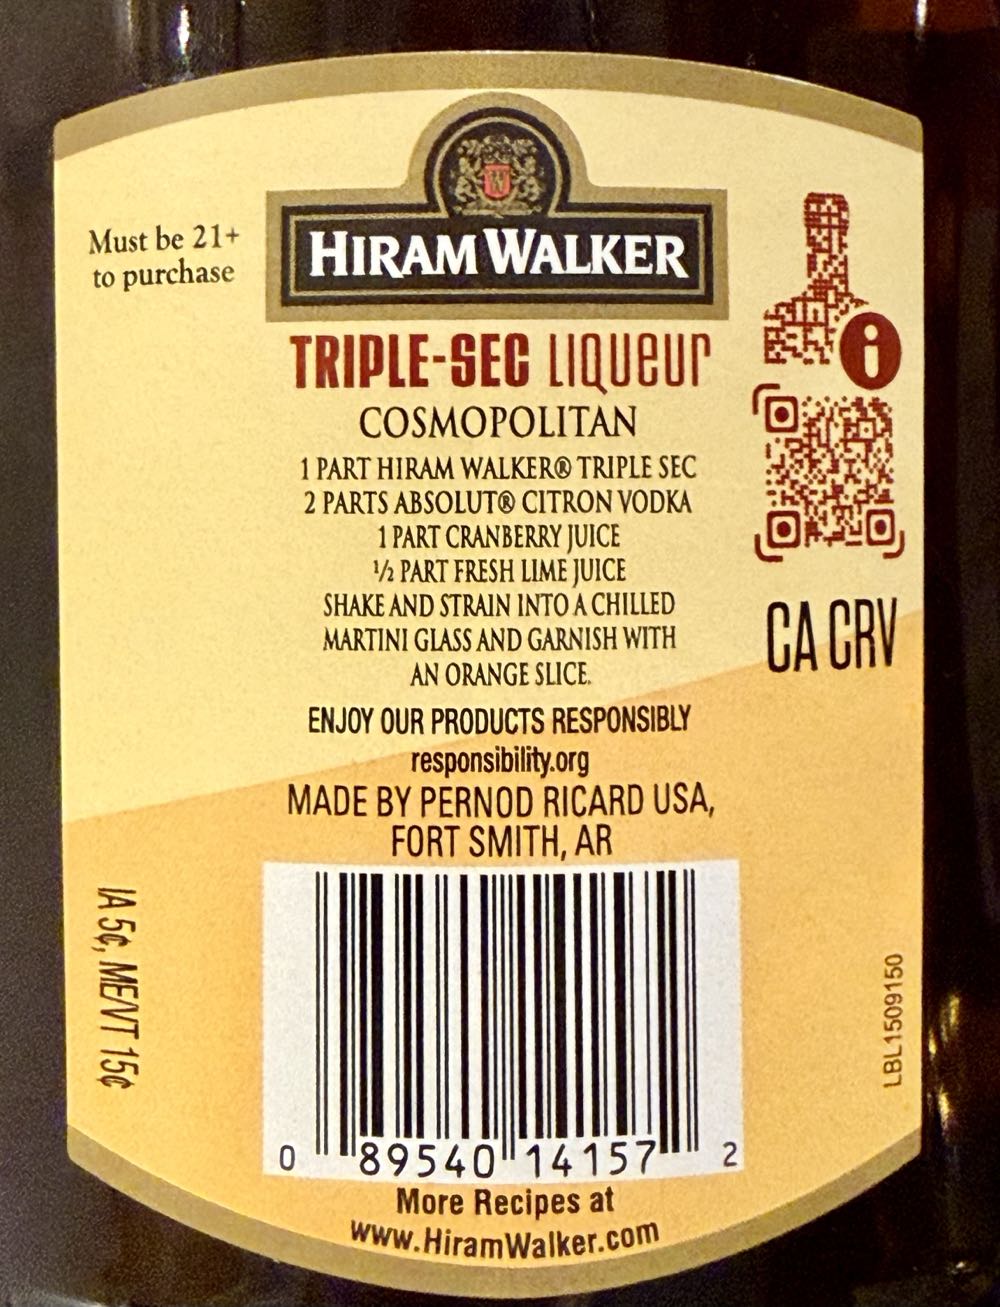 Must be 21+
to purchase
HIRAM WALKER
TRIPLE-SEC LIQUEUR
COSMOPOLITAN
1 PART HIRAM WALKER® TRIPLE SEC
2 PARTS ABSOLUT® CITRON VODKA
1 PART CRANBERRY JUICE
½ PART FRESH LIME JUICE
SHAKE AND STRAIN INTO A CHILLED
MARTINI GLASS AND GARNISH WITH
AN ORANGE SLICE.
ENJOY OUR PRODUCTS RESPONSIBLY
responsibility.org
MADE BY PERNOD RICARD USA,
FORT SMITH, AR
i
CA CRV
IA 5¢, ME/VT 15¢
LBL1509150
0 89540 14157 2
More Recipes at
www.HiramWalker.com